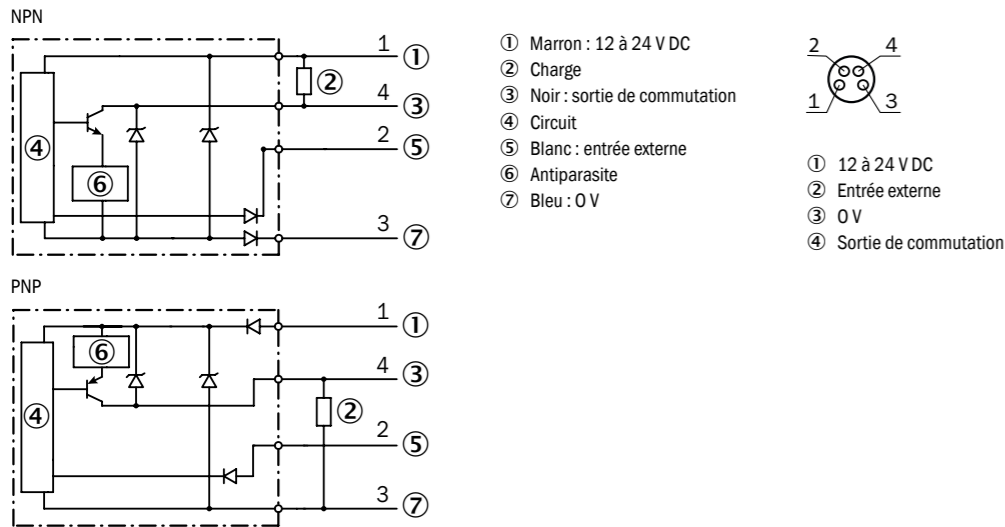 NPN
1 ①
②
4 ③
2 ⑤
④
⑥
3 ⑦
PNP
1 ①
⑥
4 ③
④
②
2 ⑤
3 ⑦
① Marron : 12 à 24 V DC
② Charge
③ Noir : sortie de commutation
④ Circuit
⑤ Blanc : entrée externe
⑥ Antiparasite
⑦ Bleu : 0 V
2 4
1 3
① 12 à 24 V DC
② Entrée externe
③ 0 V
④ Sortie de commutation